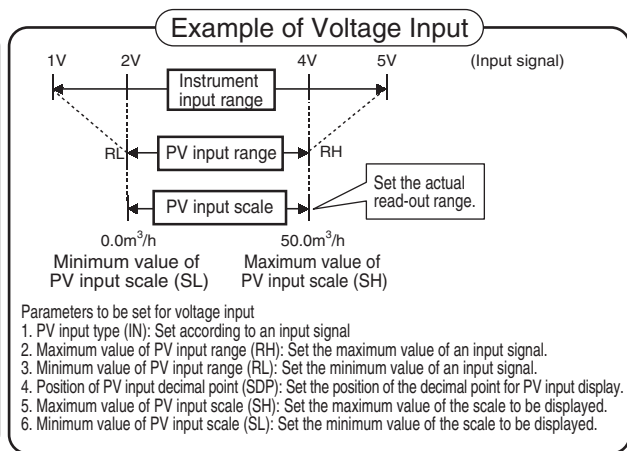 Example of Voltage Input
1V 2V 4V 5V (Input signal)
Instrument
input range
RL PV input range RH
PV input scale
Set the actual
read-out range.
0.0m³/h 50.0m³/h
Minimum value of
PV input scale (SL)
Maximum value of
PV input scale (SH)
Parameters to be set for voltage input
1. PV input type (IN): Set according to an input signal
2. Maximum value of PV input range (RH): Set the maximum value of an input signal.
3. Minimum value of PV input range (RL): Set the minimum value of an input signal.
4. Position of PV input decimal point (SDP): Set the position of the decimal point for PV input display.
5. Maximum value of PV input scale (SH): Set the maximum value of the scale to be displayed.
6. Minimum value of PV input scale (SL): Set the minimum value of the scale to be displayed.